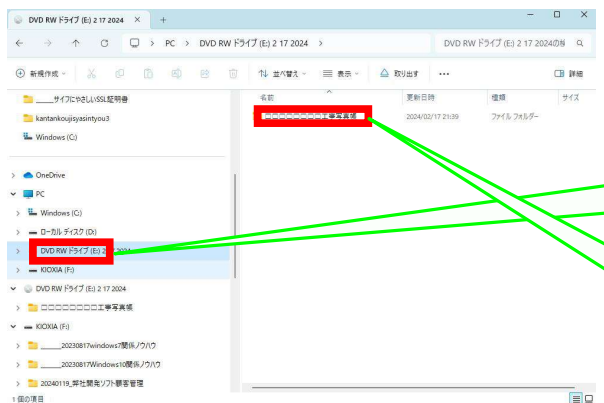 DVD RW ドライブ (E:) 2 17 2024
PC > DVD RW ドライブ (E:) 2 17 2024 >
DVD RW ドライブ (E:) 2 17 2024の検
新規作成
並べ替え
表示
取り出す
詳細
____サイフにやさしいSSL証明書
kantankoujisyasintyou3
Windows (C:)
OneDrive
PC
Windows (C:)
ローカル ディスク (D:)
DVD RW ドライブ (E:) 2 17 2024
KIOXIA (F:)
DVD RW ドライブ (E:) 2 17 2024
□□□□□□□□工事写真帳
KIOXIA (F:)
_____20230817windows7関係ノウハウ
_____20230817Windows10関係ノウハウ
20240119_弊社開発ソフト顧客管理
1 個の項目
名前 更新日時 種類 サイズ
□□□□□□□□工事写真帳 2024/02/17 21:39 ファイル フォルダー